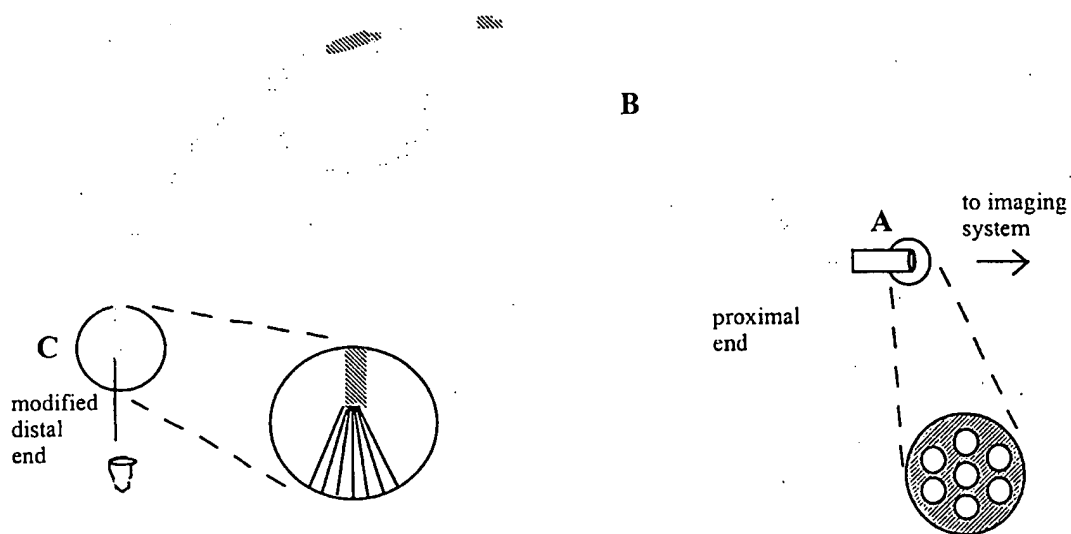 B
A
to imaging
system
proximal
end
C
modified
distal
end